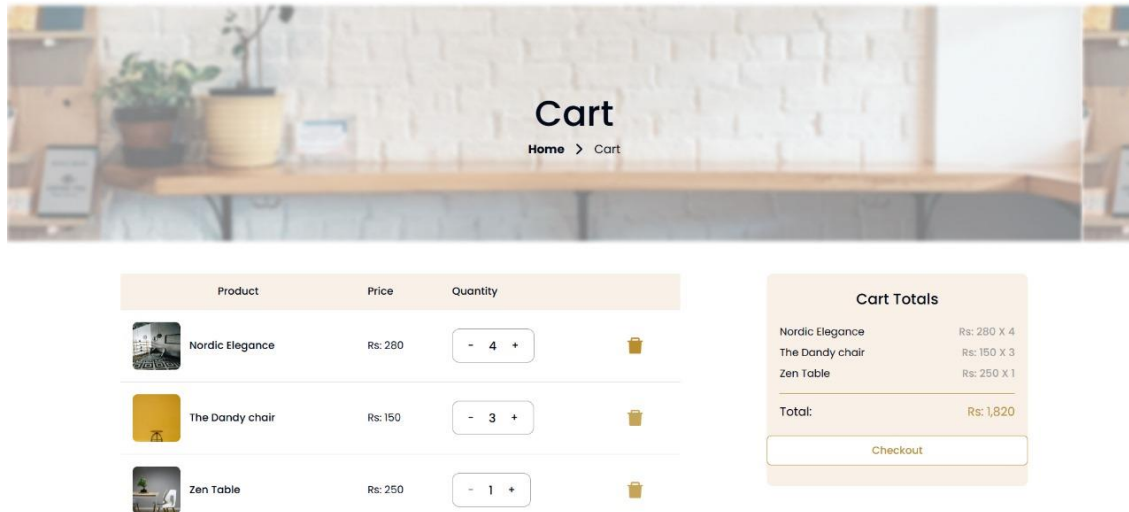 Cart
Home > Cart
Product Price Quantity
Nordic Elegance Rs: 280 - 4 +
The Dandy chair Rs: 150 - 3 +
Zen Table Rs: 250 - 1 +
Cart Totals
Nordic Elegance Rs: 280 X 4
The Dandy chair Rs: 150 X 3
Zen Table Rs: 250 X 1
Total: Rs: 1,820
Checkout